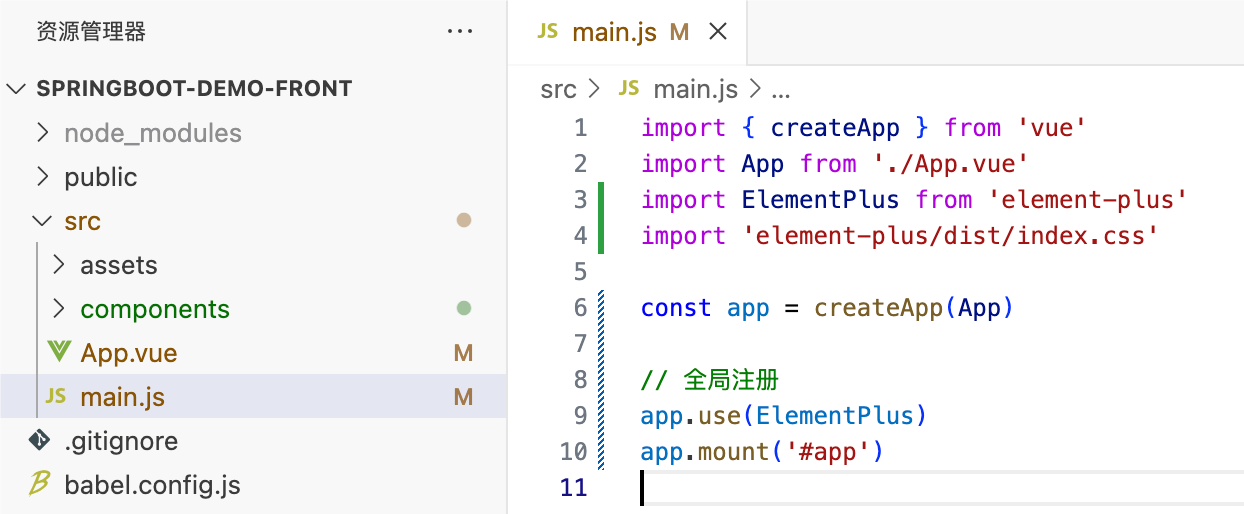 资源管理器 ...
SPRINGBOOT-DEMO-FRONT
node_modules
public
src
assets
components
App.vue M
JS main.js M
.gitignore
babel.config.js
JS main.js M
src > JS main.js > ...
1 import { createApp } from 'vue'
2 import App from './App.vue'
3 import ElementPlus from 'element-plus'
4 import 'element-plus/dist/index.css'
5
6 const app = createApp(App)
7
8 // 全局注册
9 app.use(ElementPlus)
10 app.mount('#app')
11